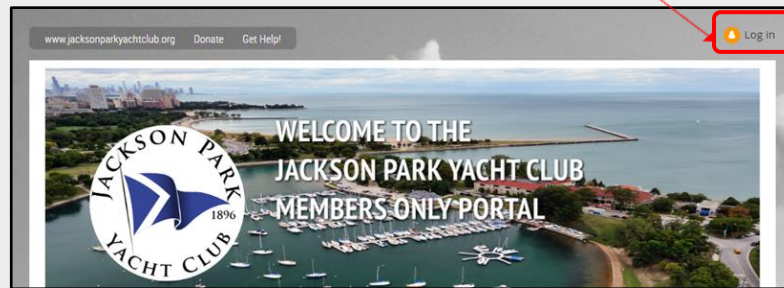 www.jacksonparkyachtclub.org Donate Get Help!
Log in
WELCOME TO THE
JACKSON PARK YACHT CLUB
MEMBERS ONLY PORTAL
JACKSON PARK
1896
YACHT CLUB